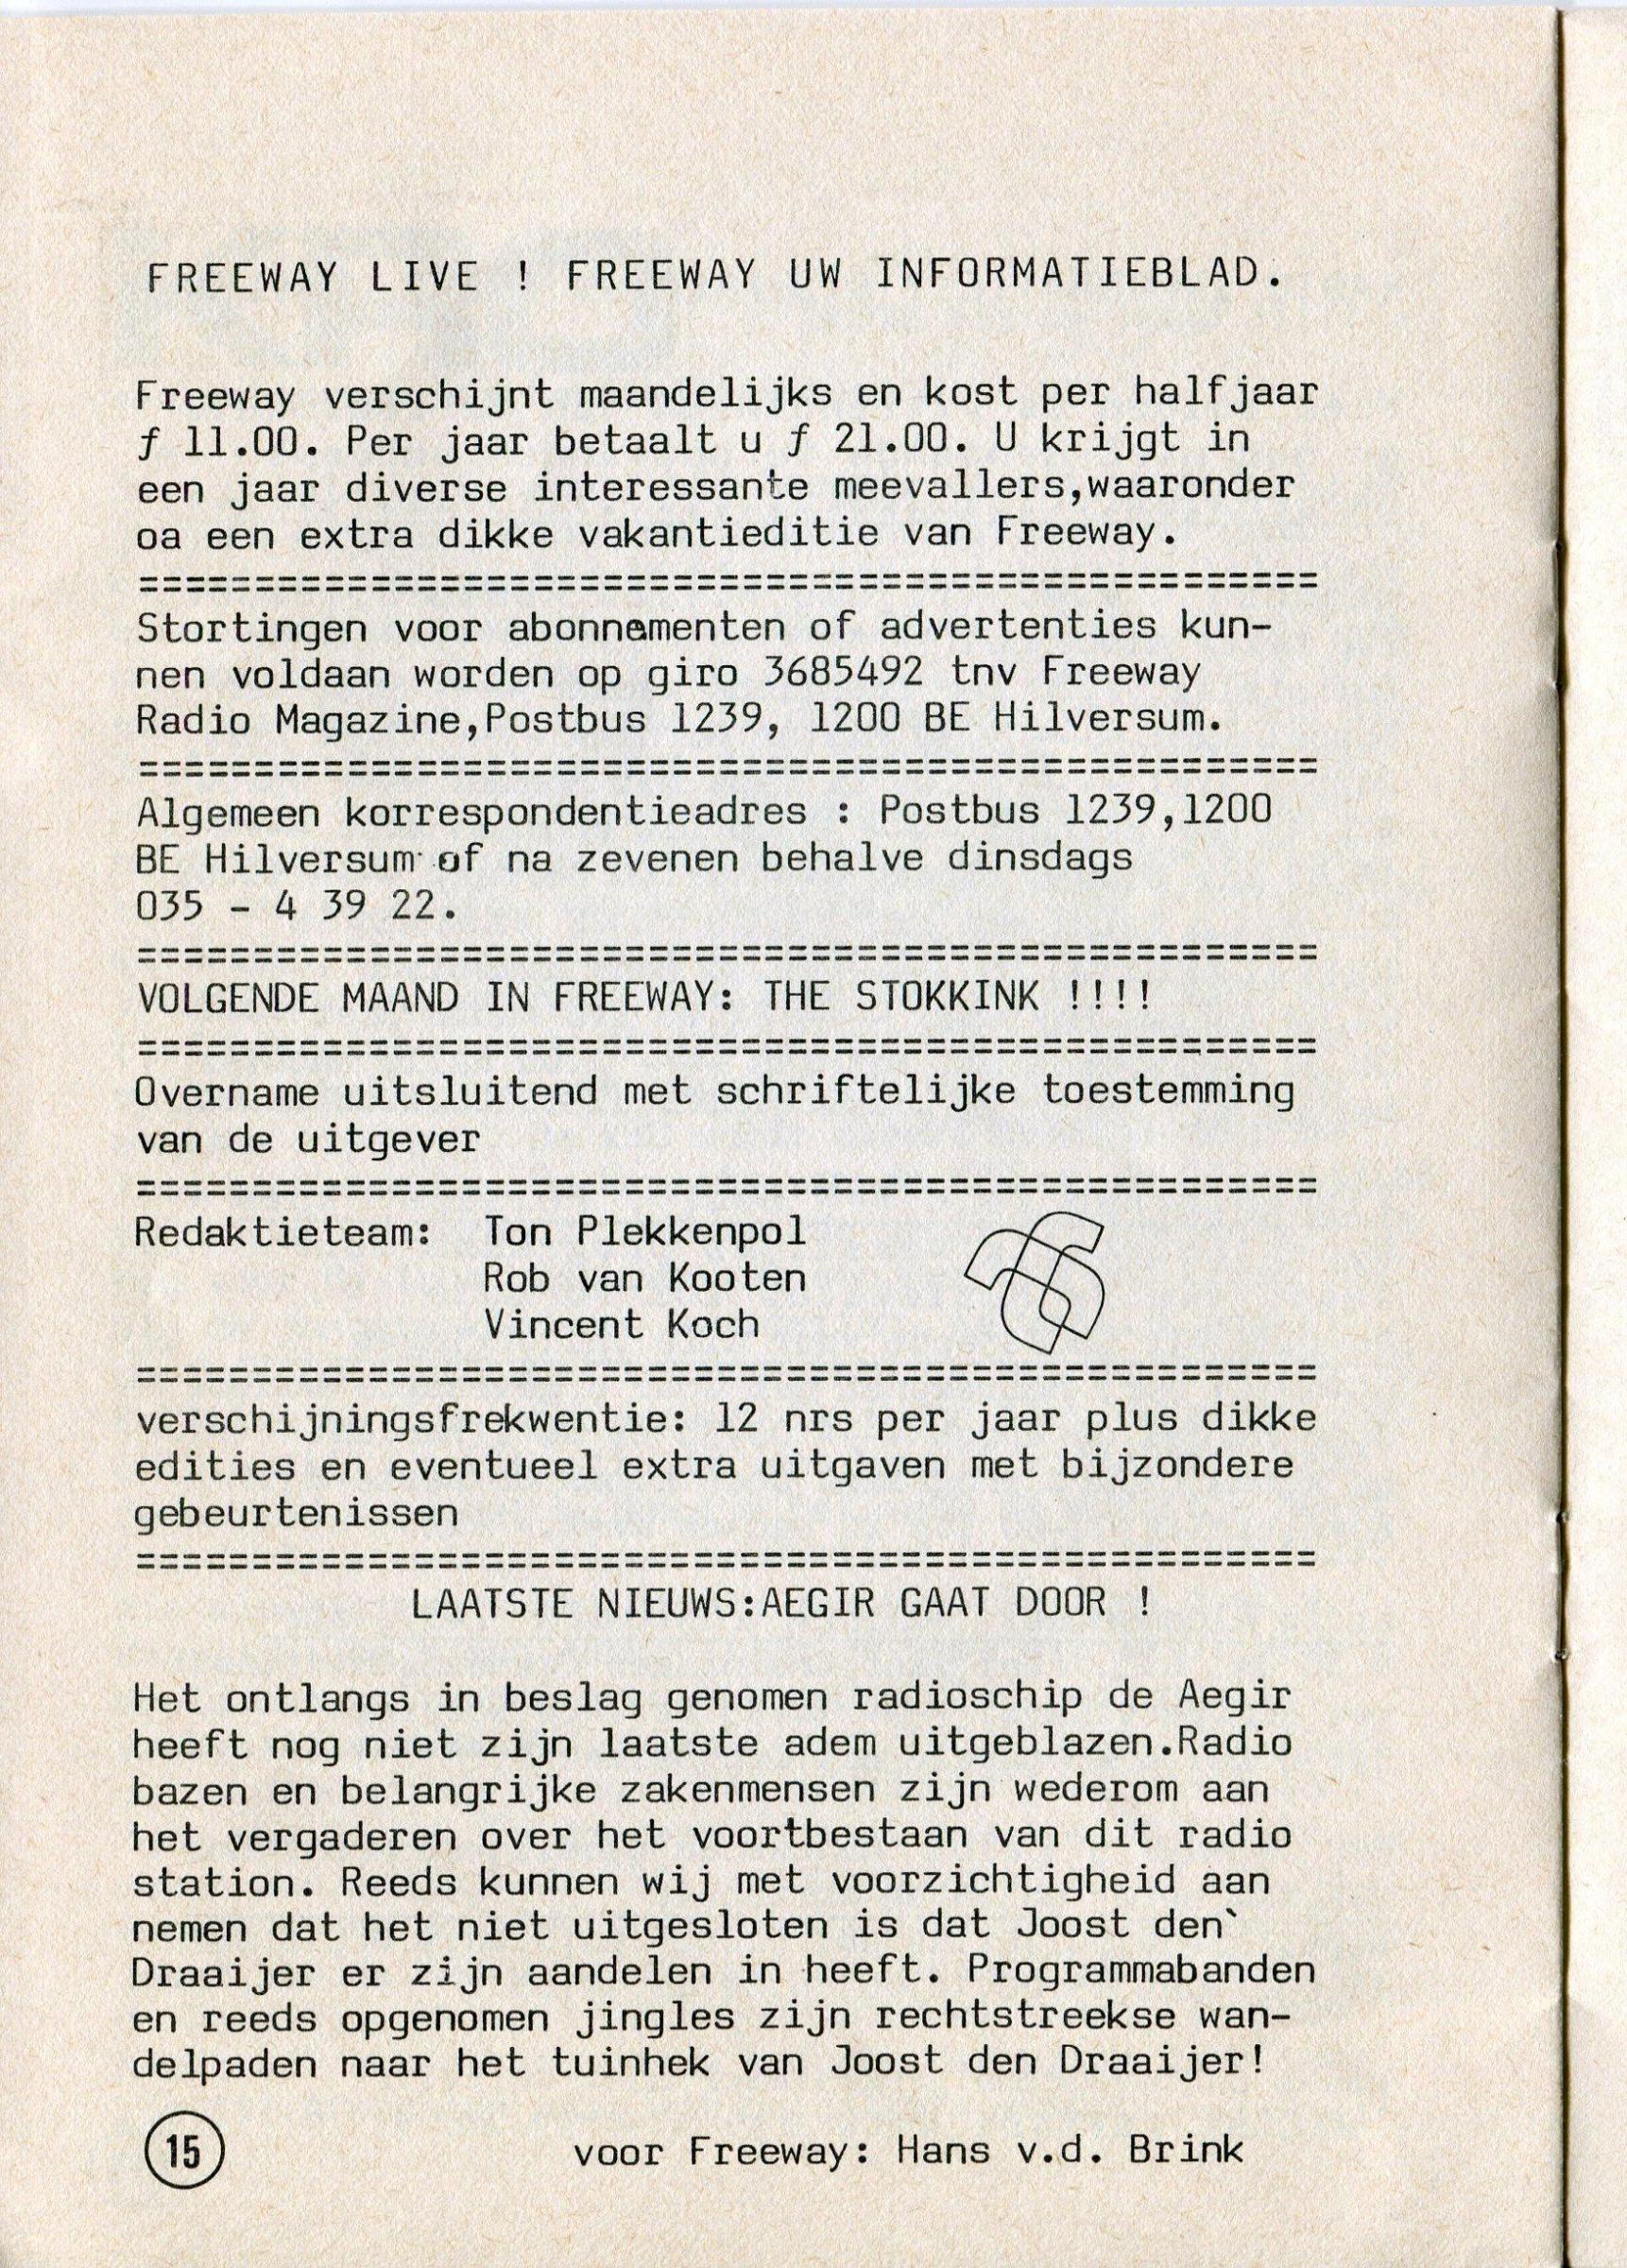 FREEWAY LIVE ! FREEWAY UW INFORMATIEBLAD.
Freeway verschijnt maandelijks en kost per halfjaar
ƒ 11.00. Per jaar betaalt u ƒ 21.00. U krijgt in
een jaar diverse interessante meevallers,waaronder
oa een extra dikke vakantieditie van Freeway.
===================================================
Stortingen voor abonnementen of advertenties kun-
nen voldaan worden op giro 3685492 tnv Freeway
Radio Magazine,Postbus 1239, 1200 BE Hilversum.
===================================================
Algemeen korrespondentieadres : Postbus 1239,1200
BE Hilversum of na zevenen behalve dinsdags
035 - 4 39 22.
===================================================
VOLGENDE MAAND IN FREEWAY: THE STOKKINK !!!!
===================================================
Overname uitsluitend met schriftelijke toestemming
van de uitgever
===================================================
Redaktieteam: Ton Plekkenpol
Rob van Kooten
Vincent Koch
===================================================
verschijningsfrekwentie: 12 nrs per jaar plus dikke
edities en eventueel extra uitgaven met bijzondere
gebeurtenissen
===================================================
LAATSTE NIEUWS:AEGIR GAAT DOOR !
Het ontlangs in beslag genomen radioschip de Aegir
heeft nog niet zijn laatste adem uitgeblazen.Radio
bazen en belangrijke zakenmensen zijn wederom aan
het vergaderen over het voortbestaan van dit radio
station. Reeds kunnen wij met voorzichtigheid aan
nemen dat het niet uitgesloten is dat Joost den`
Draaijer er zijn aandelen in heeft. Programmabanden
en reeds opgenomen jingles zijn rechtstreekse wan-
delpaden naar het tuinhek van Joost den Draaijer!
15 voor Freeway: Hans v.d. Brink